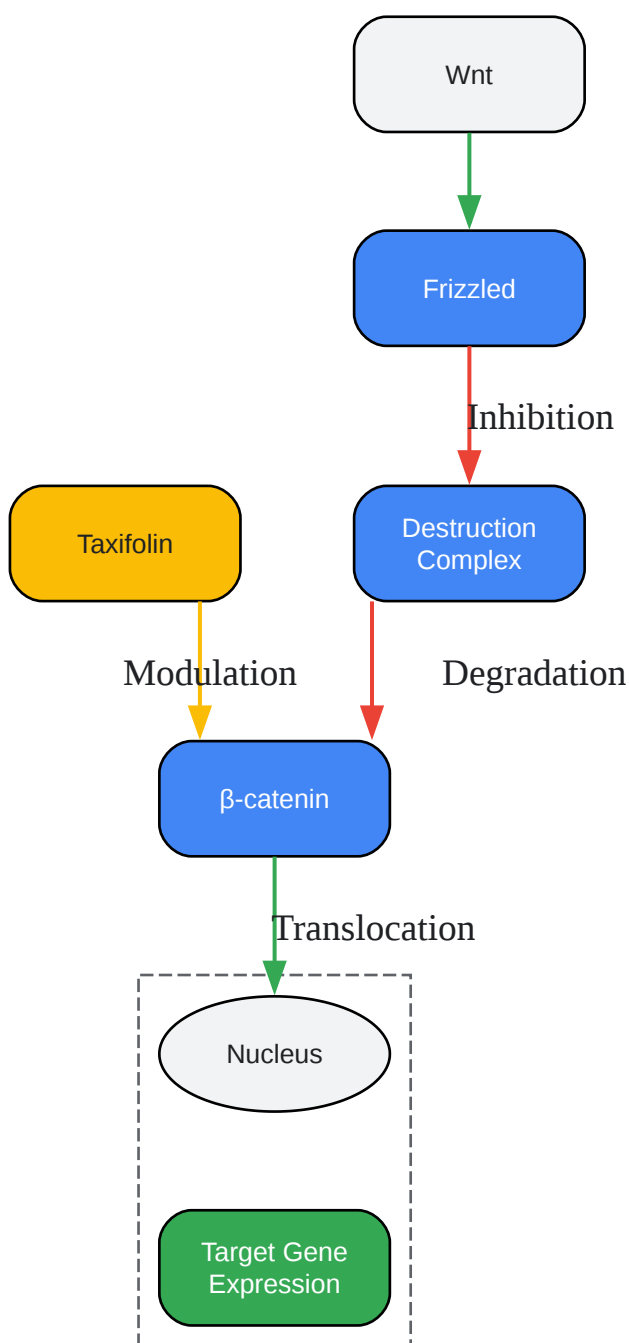 Wnt
Frizzled
Inhibition
Taxifolin
Destruction
Complex
Modulation
Degradation
β-catenin
Translocation
Nucleus
Target Gene
Expression